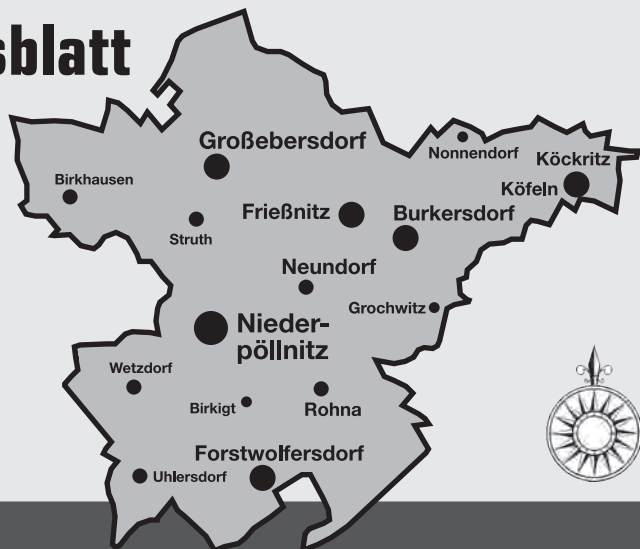 sblatt
Großebersdorf
Nonnendorf
Köckritz
Birkhausen
Köfeln
Frießnitz
Burkersdorf
Struth
Neundorf
Grochwitz
Nieder-
pöllnitz
Wetzdorf
Birkigt
Rohna
Forstwolfersdorf
Uhlersdorf